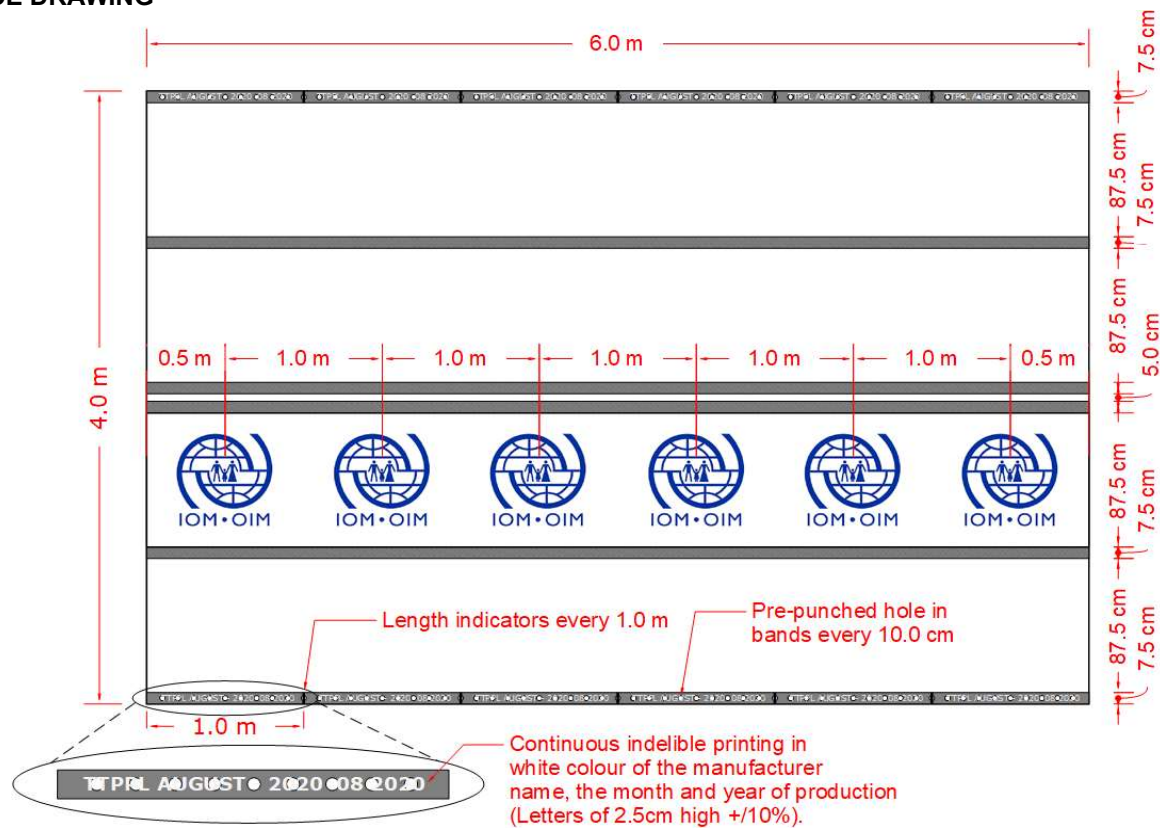 DRAWING
6.0 m
7.5 cm
87.5 cm
7.5 cm
87.5 cm
5.0 cm
0.5 m
1.0 m
1.0 m
1.0 m
1.0 m
1.0 m
0.5 m
4.0 m
IOM•OIM
IOM•OIM
IOM•OIM
IOM•OIM
IOM•OIM
IOM•OIM
87.5 cm
7.5 cm
Length indicators every 1.0 m
Pre-punched hole in
bands every 10.0 cm
87.5 cm
7.5 cm
1.0 m
AUGUST 2020 08 2020
Continuous indelible printing in
white colour of the manufacturer
name, the month and year of production
(Letters of 2.5cm high +/10%).